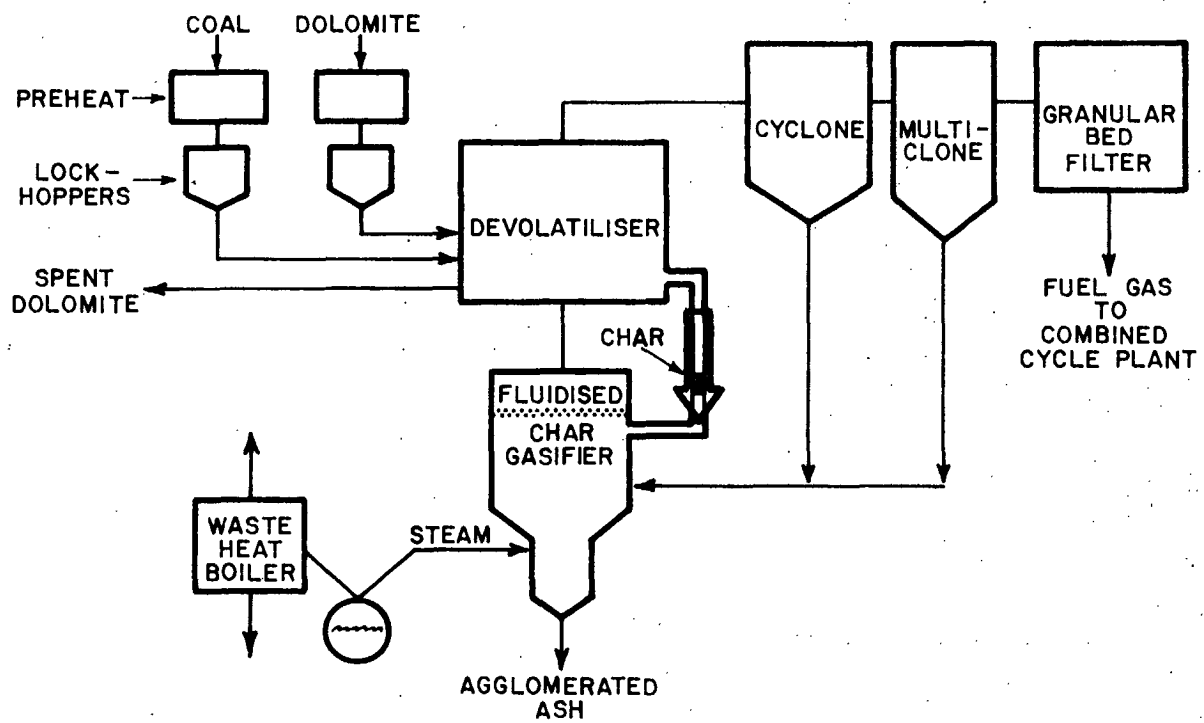 COAL
DOLOMITE
PREHEAT
LOCK-
HOPPERS
DEVOLATILISER
CYCLONE
MULTI-
CLONE
GRANULAR
BED
FILTER
SPENT
DOLOMITE
CHAR
FUEL GAS
TO
COMBINED
CYCLE PLANT
FLUIDISED
CHAR
GASIFIER
WASTE
HEAT
BOILER
STEAM
AGGLOMERATED
ASH